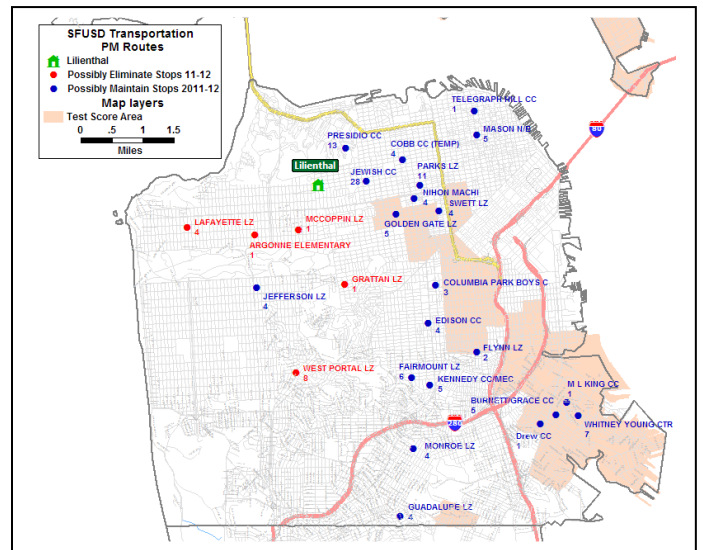 SFUSD Transportation
PM Routes
Lilienthal
Possibly Eliminate Stops 11-12
Possibly Maintain Stops 2011-12
Map layers
Test Score Area
0 .5 1 1.5
Miles
TELEGRAPH HILL CC
1
MASON N/B
5
80
PRESIDIO CC
13
COBB CC (TEMP)
4
Lilienthal
JEWISH CC
28
PARKS LZ
11
NIHON MACHI
4
SWETT LZ
4
GOLDEN GATE LZ
5
LAFAYETTE LZ
4
MCCOPPIN LZ
1
ARGONNE ELEMENTARY
1
GRATTAN LZ
1
JEFFERSON LZ
4
COLUMBIA PARK BOYS C
3
EDISON CC
4
FLYNN LZ
2
WEST PORTAL LZ
8
FAIRMOUNT LZ
6
KENNEDY CC/MEC
5
M L KING CC
1
BURNETT/GRACE CC
280
WHITNEY YOUNG CTR
7
Drew CC
1
MONROE LZ
4
GUADALUPE LZ
4